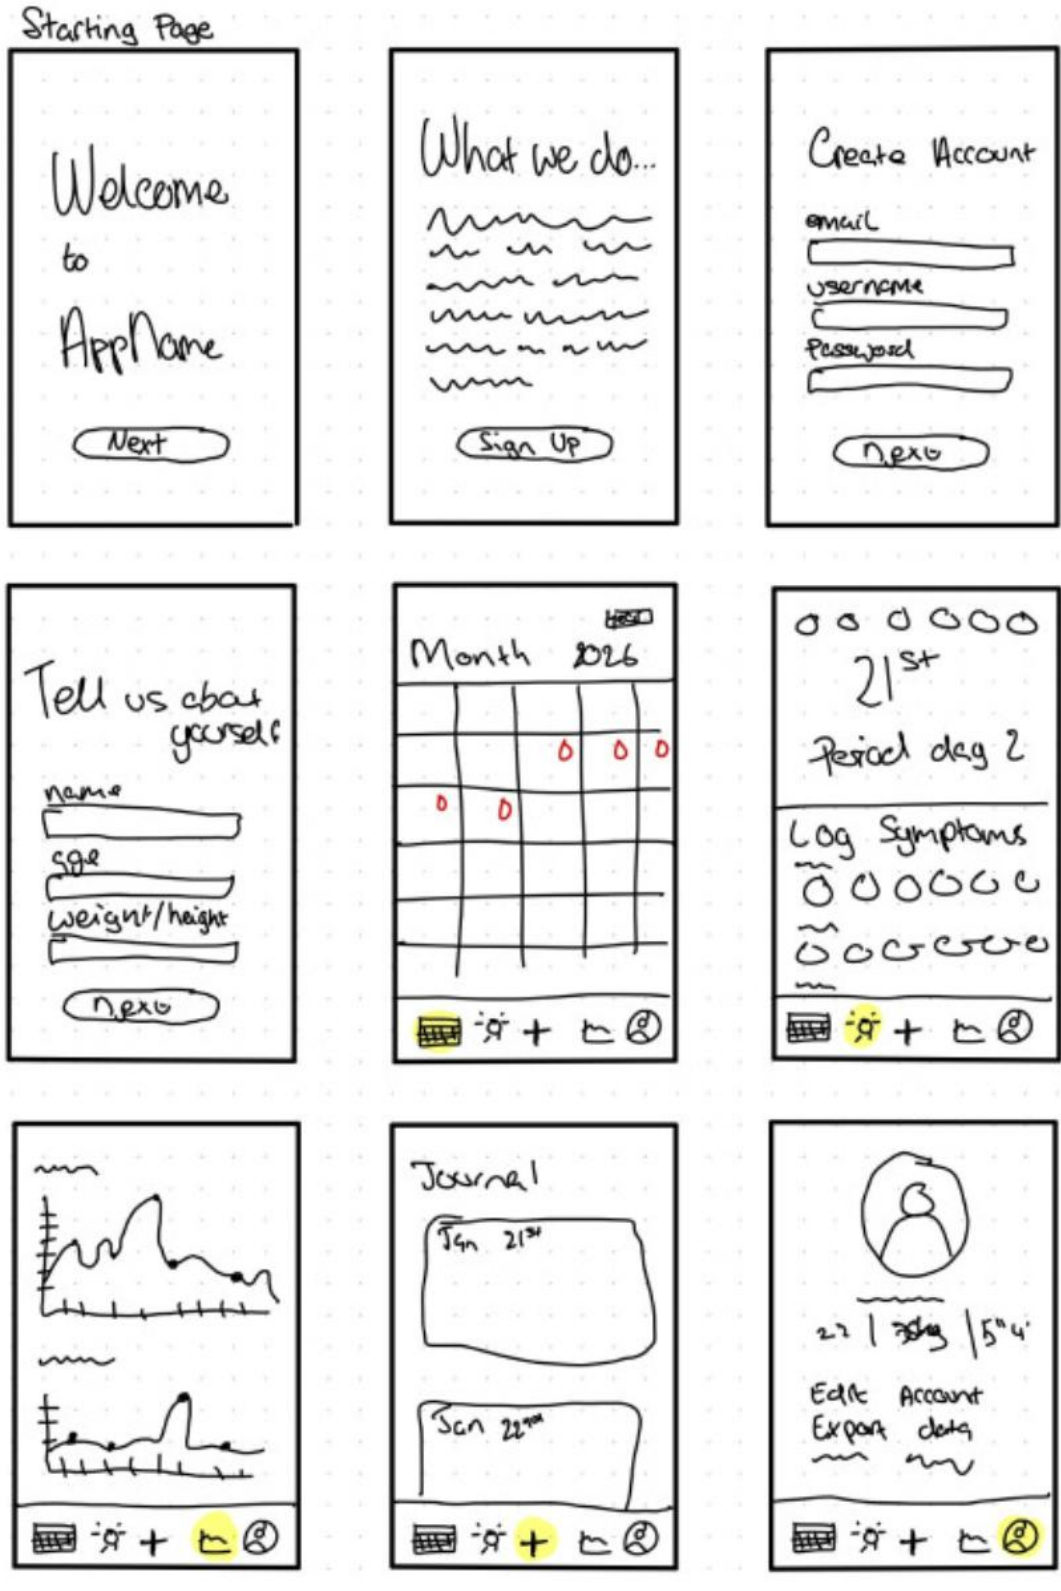 Starting Page
Welcome
to
AppName
Next
What we do...
Sign Up
Create Account
email
username
Password
next
Tell us about
yourself
name
age
weight/height
next
Month 2026
21st
Period day 2
Log Symptoms
Journal
Jan 21st
Jan 22nd
22 | | 5"4'
Edit Account
Export data